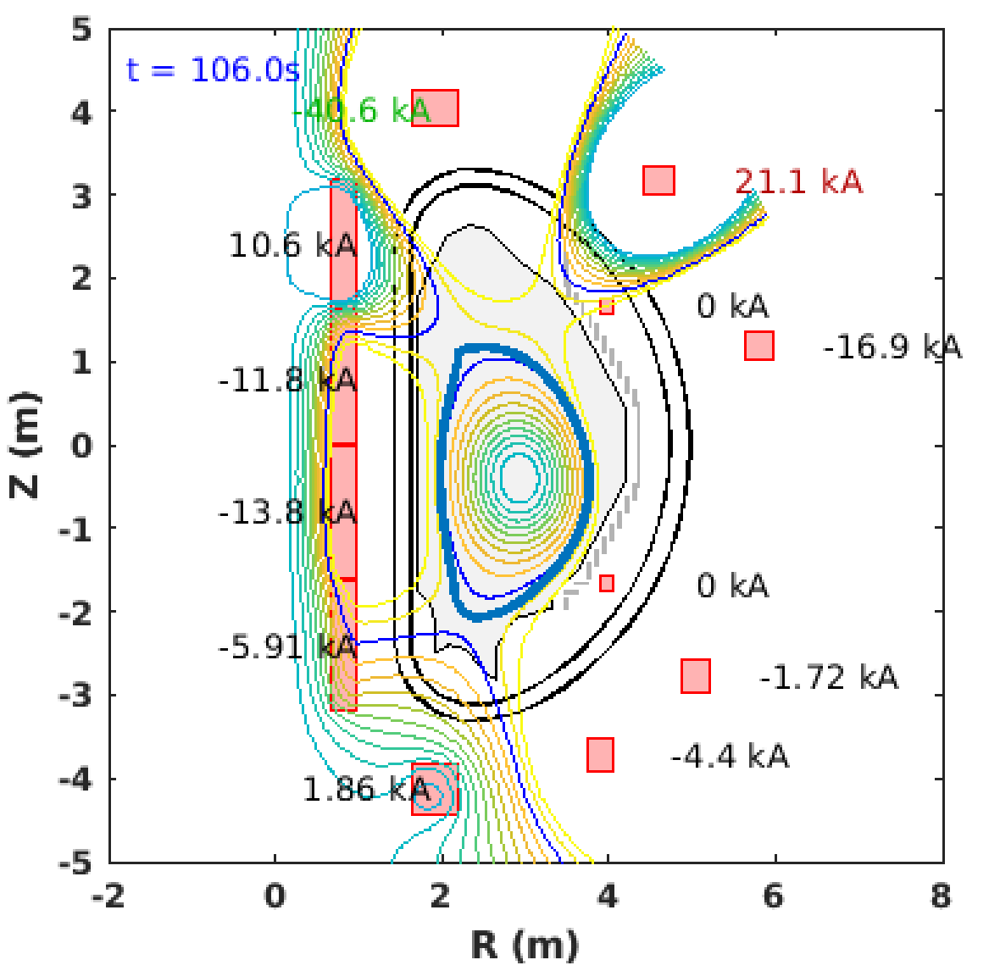 5
t = 106.0s
4
-40.6 kA
3
21.1 kA
10.6 kA
2
0 kA
-16.9 kA
1
-11.8 kA
Z (m)
0
-13.8 kA
-1
0 kA
-2
-5.91 kA
-1.72 kA
-3
-4.4 kA
-4
1.86 kA
-5
-2 0 2 4 6 8
R (m)